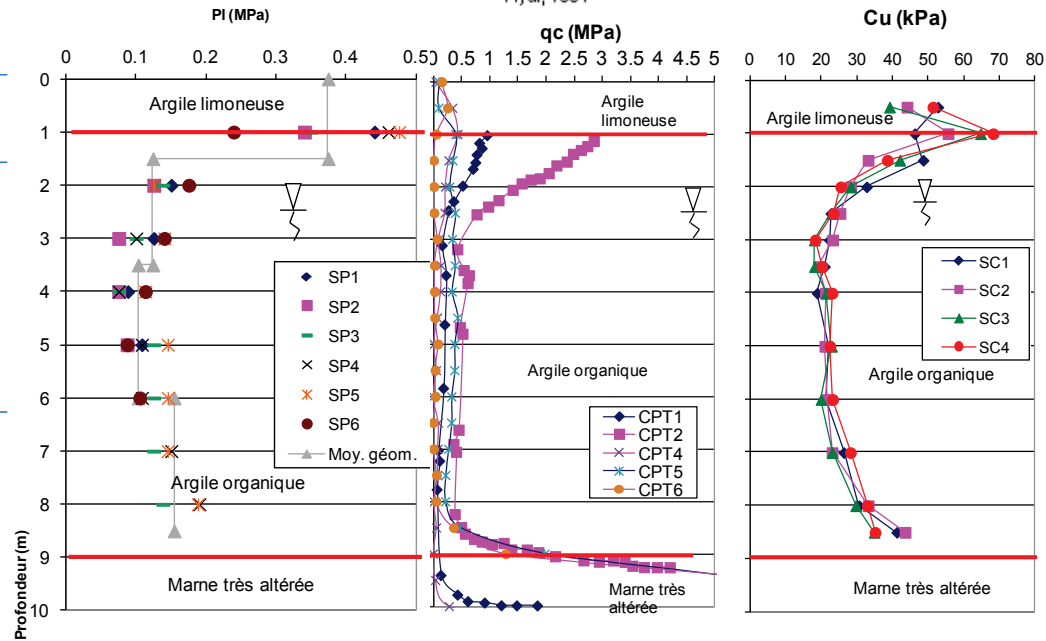 Pl (MPa)
0 0.1 0.2 0.3 0.4 0.5
0
1
2
3
4
5
6
7
8
9
10
Profondeur (m)
Argile limoneuse
SP1
SP2
SP3
SP4
SP5
SP6
Moy. géom.
Argile organique
Marne très altérée
qc (MPa)
0 0.5 1 1.5 2 2.5 3 3.5 4 4.5 5
Argile
limoneuse
Argile organique
CPT1
CPT2
CPT4
CPT5
CPT6
Marne très
altérée
Cu (kPa)
0 10 20 30 40 50 60 70 80
Argile limoneuse
SC1
SC2
SC3
SC4
Argile organique
Marne très altérée